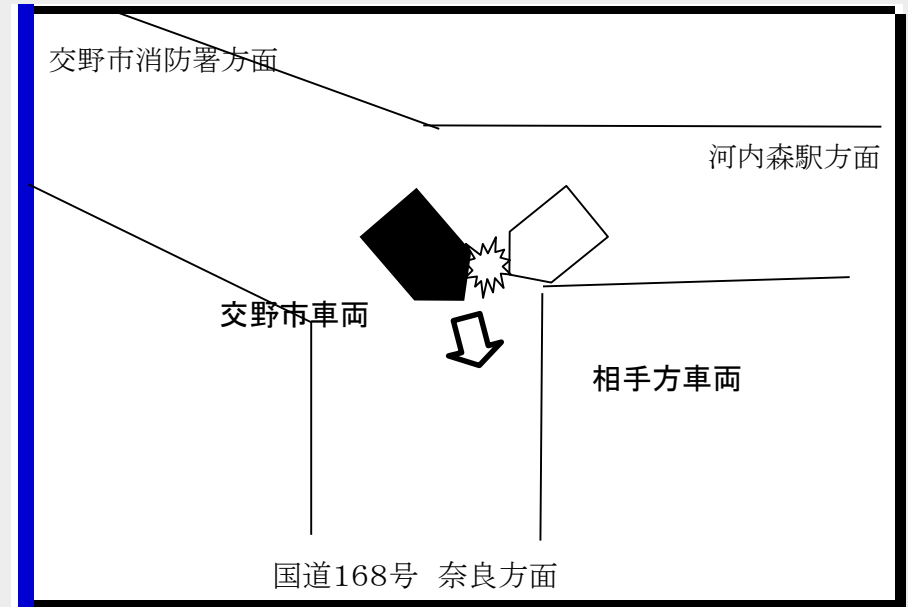 交野市消防署方面
河内森駅方面
交野市車両
相手方車両
国道168号 奈良方面